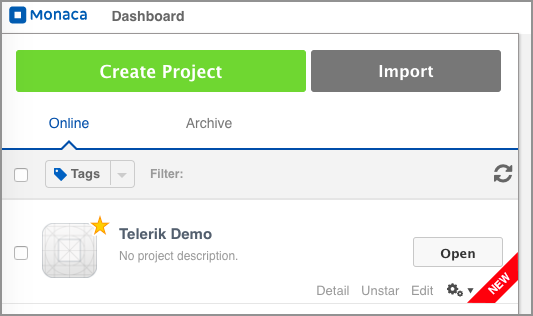 Monaca Dashboard
Create Project Import
Online Archive
Tags Filter:
Telerik Demo
No project description.
Open
Detail Unstar Edit
NEW